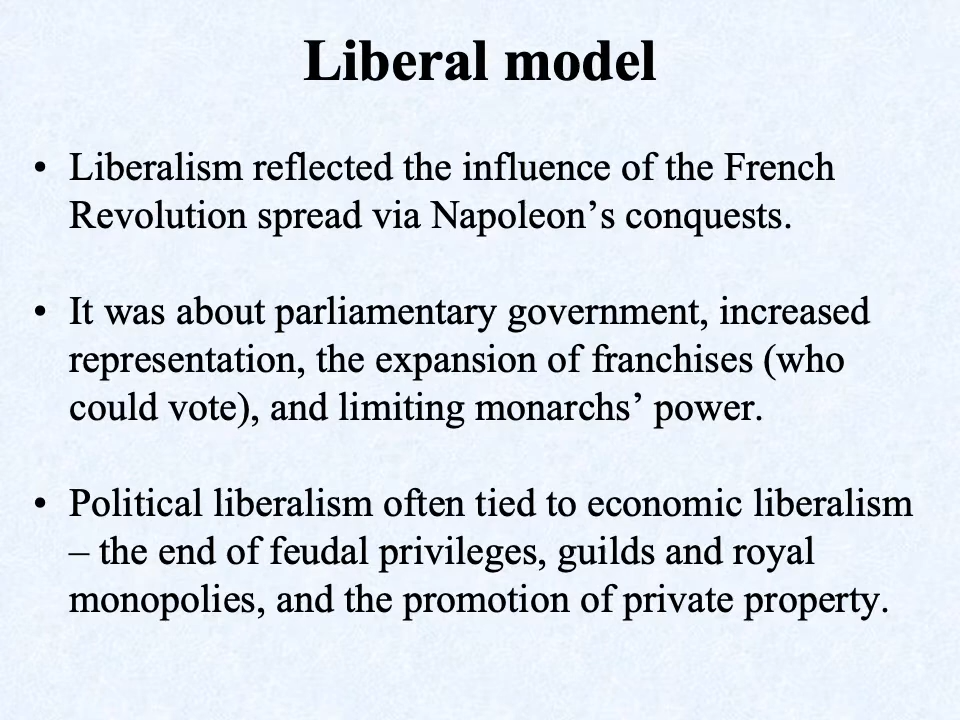 Liberal model
• Liberalism reflected the influence of the French
Revolution spread via Napoleon’s conquests.
• It was about parliamentary government, increased
representation, the expansion of franchises (who
could vote), and limiting monarchs’ power.
• Political liberalism often tied to economic liberalism
– the end of feudal privileges, guilds and royal
monopolies, and the promotion of private property.